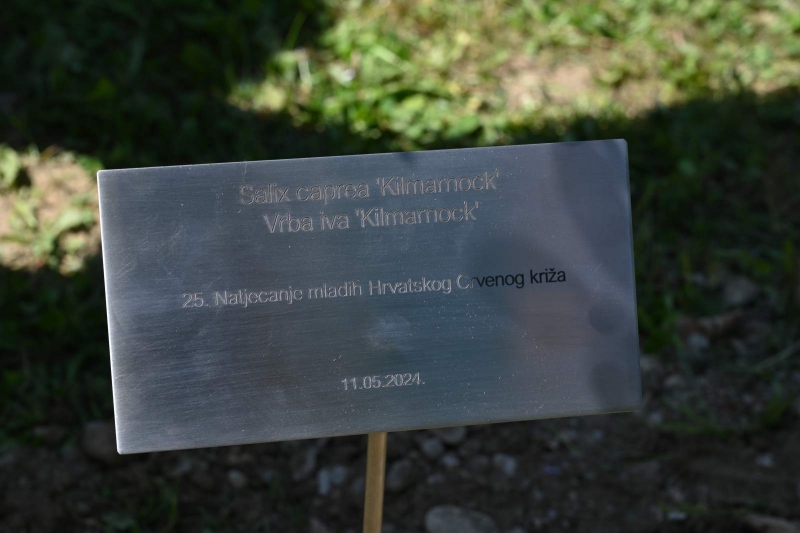 Salix caprea 'Kilmarnock'
Vrba iva 'Kilmarnock'
25. Natjecanje mladih Hrvatskog Crvenog križa
11.05.2024.